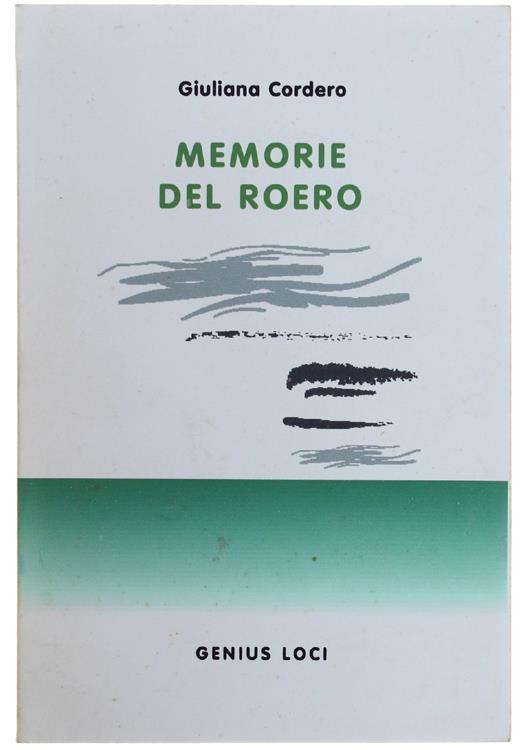 Giuliana Cordero
MEMORIE
DEL ROERO
GENIUS LOCI